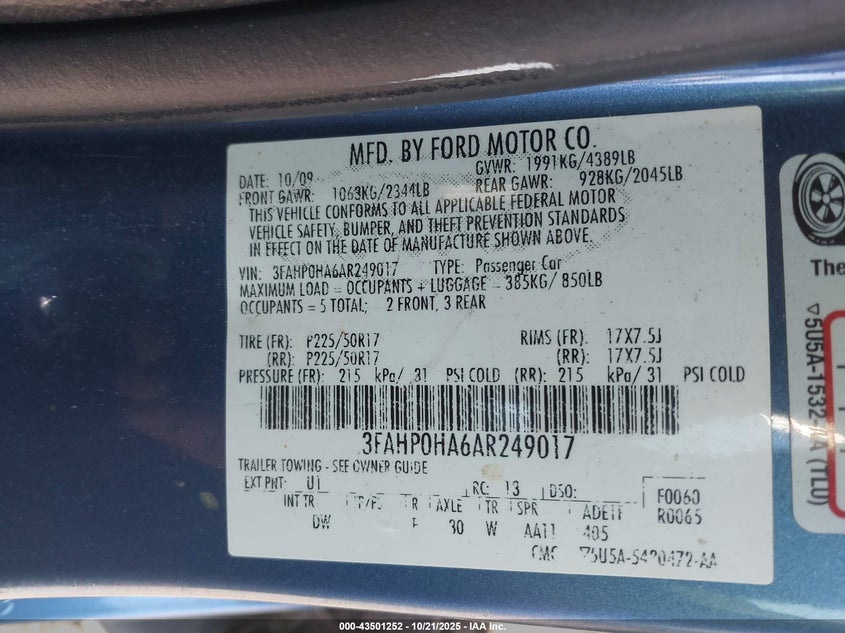 MFD. BY FORD MOTOR CO.
DATE: 10/09 GVWR: 1991KG/4389LB
FRONT GAWR: 1063KG/2344LB REAR GAWR: 928KG/2045LB
THIS VEHICLE CONFORMS TO ALL APPLICABLE FEDERAL MOTOR
VEHICLE SAFETY, BUMPER, AND THEFT PREVENTION STANDARDS
IN EFFECT ON THE DATE OF MANUFACTURE SHOWN ABOVE.
VIN: 3FAHP0HA6AR249017 TYPE: Passenger Car
MAXIMUM LOAD = OCCUPANTS + LUGGAGE = 385KG/ 850LB
OCCUPANTS = 5 TOTAL; 2 FRONT, 3 REAR
TIRE (FR): P225/50R17 RIMS (FR): 17X7.5J
(RR): P225/50R17 (RR): 17X7.5J
PRESSURE (FR): 215 kPa/ 31 PSI COLD (RR): 215 kPa/ 31 PSI COLD
3FAHP0HA6AR249017
TRAILER TOWING - SEE OWNER GUIDE
EXT PNT: RC: 13 DSO: F0060
INT TR TP/PS R AXLE TR SPR R0065
DW 30 W 405
The
5U5A-1532- (TLU)
000-43501252 - 10/21/2025 - IAA Inc.